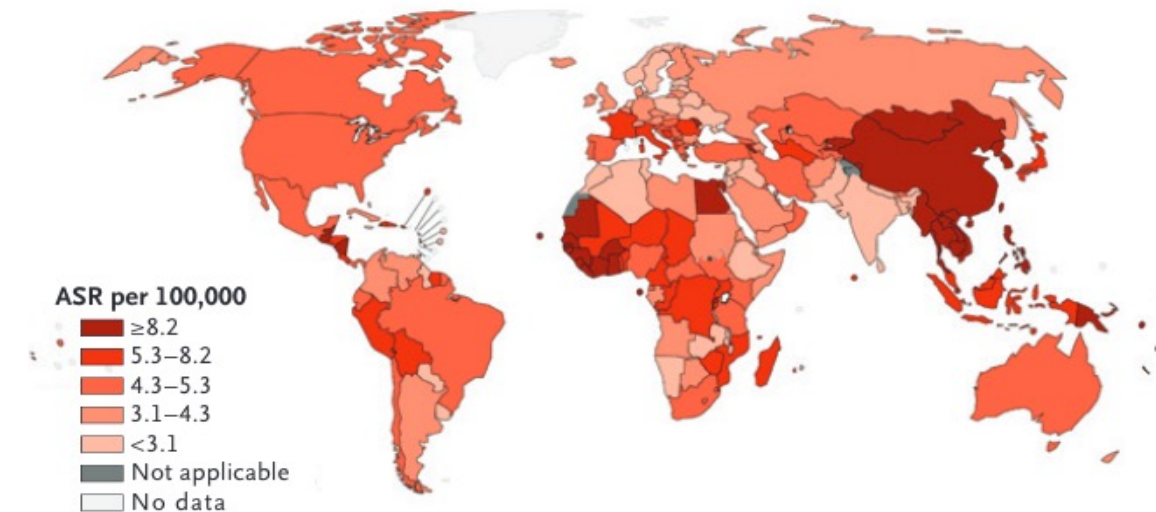 ASR per 100,000
≥8.2
5.3–8.2
4.3–5.3
3.1–4.3
<3.1
Not applicable
No data